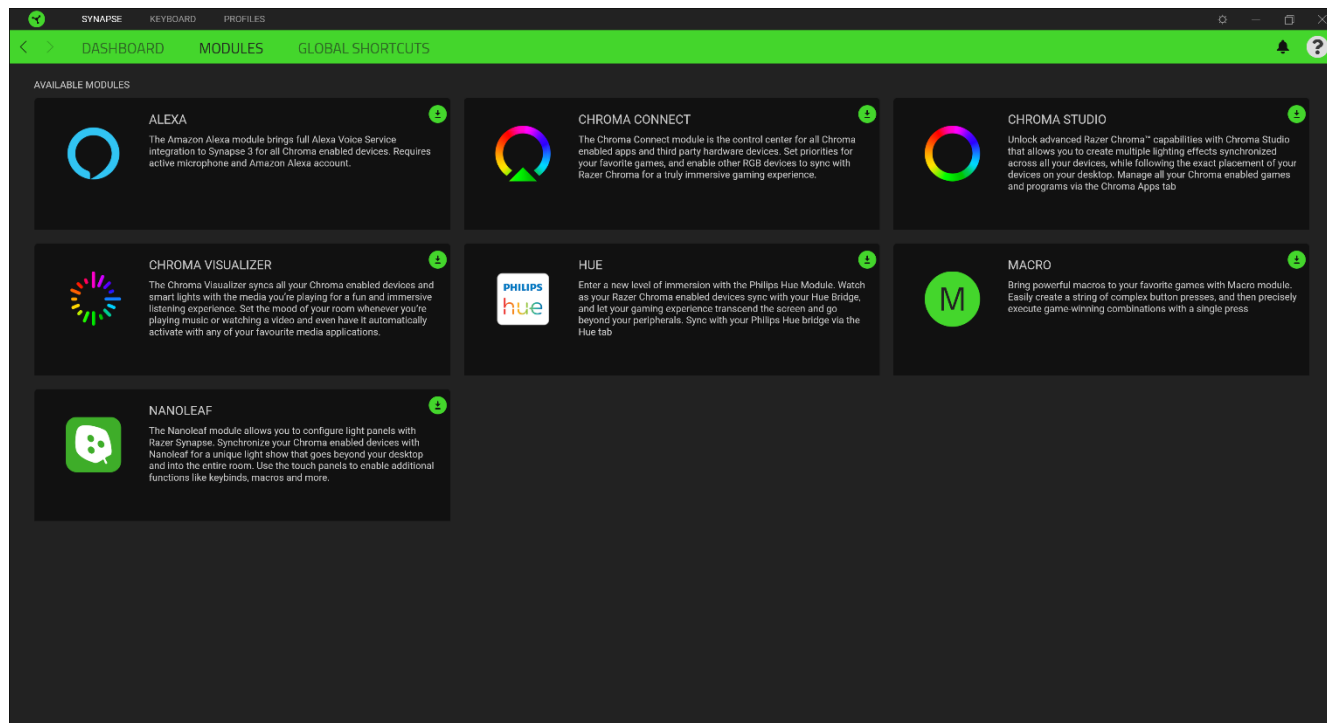 SYNAPSE KEYBOARD PROFILES
DASHBOARD MODULES GLOBAL SHORTCUTS
?
AVAILABLE MODULES
ALEXA
The Amazon Alexa module brings full Alexa Voice Service
integration to Synapse 3 for all Chroma enabled devices. Requires
active microphone and Amazon Alexa account.
CHROMA CONNECT
The Chroma Connect module is the control center for all Chroma
enabled apps and third party hardware devices. Set priorities for
your favorite games, and enable other RGB devices to sync with
Razer Chroma for a truly immersive gaming experience.
CHROMA STUDIO
Unlock advanced Razer Chroma™ capabilities with Chroma Studio
that allows you to create multiple lighting effects synchronized
across all your devices, while following the exact placement of your
devices on your desktop. Manage all your Chroma enabled games
and programs via the Chroma Apps tab
CHROMA VISUALIZER
The Chroma Visualizer syncs all your Chroma enabled devices and
smart lights with the media you're playing for a fun and immersive
listening experience. Set the mood of your room whenever you're
playing music or watching a video and even have it automatically
activate with any of your favourite media applications.
PHILIPS
hue
HUE
Enter a new level of immersion with the Philips Hue Module. Watch
as your Razer Chroma enabled devices sync with your Hue Bridge,
and let your gaming experience transcend the screen and go
beyond your peripherals. Sync with your Philips Hue bridge via the
Hue tab
M
MACRO
Bring powerful macros to your favorite games with Macro module.
Easily create a string of complex button presses, and then precisely
execute game-winning combinations with a single press
NANOLEAF
The Nanoleaf module allows you to configure light panels with
Razer Synapse. Synchronize your Chroma enabled devices with
Nanoleaf for a unique light show that goes beyond your desktop
and into the entire room. Use the touch panels to enable additional
functions like keybinds, macros and more.